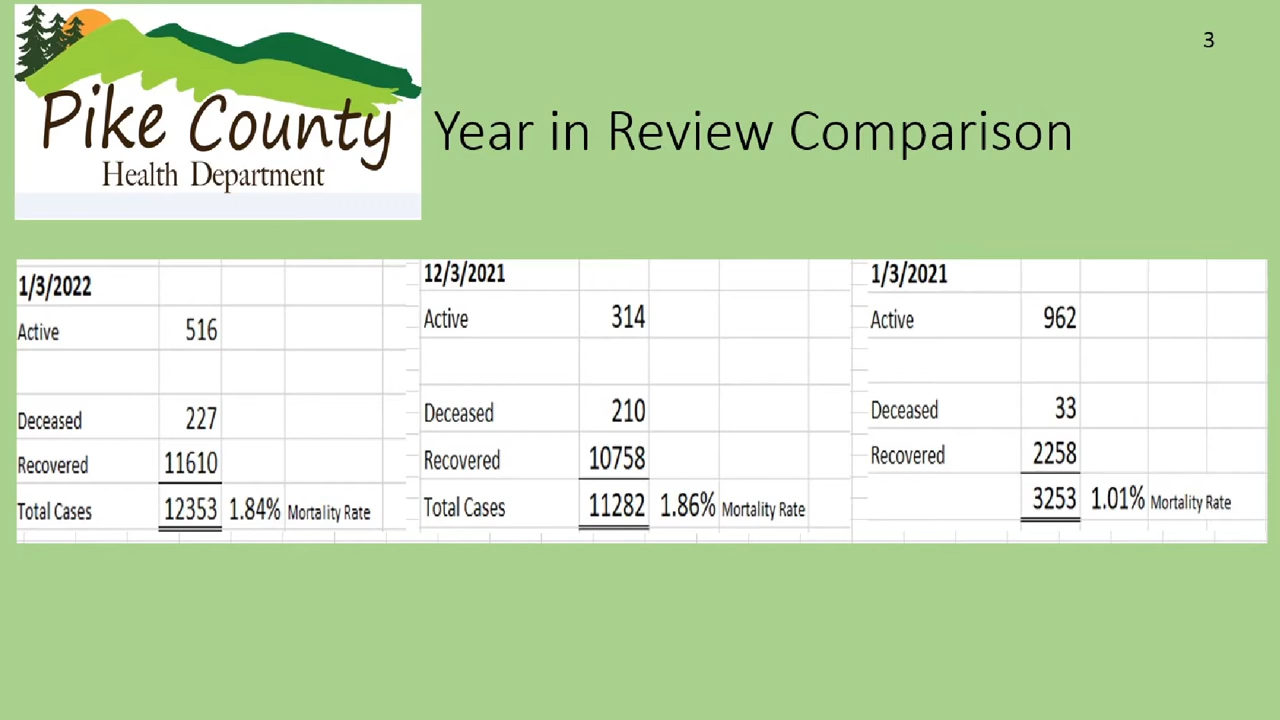 3
Pike County
Health Department
Year in Review Comparison
1/3/2022
Active 516
Deceased 227
Recovered 11610
Total Cases 12353 1.84% Mortality Rate
12/3/2021
Active 314
Deceased 210
Recovered 10758
Total Cases 11282 1.86% Mortality Rate
1/3/2021
Active 962
Deceased 33
Recovered 2258
3253 1.01% Mortality Rate